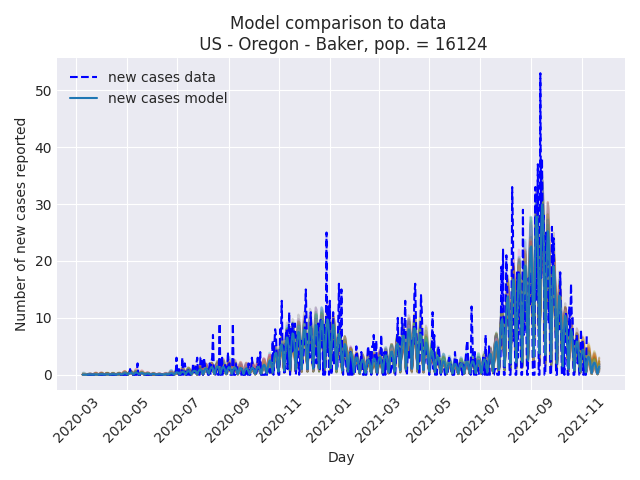 Model comparison to data
US - Oregon - Baker, pop. = 16124
new cases data
new cases model
Number of new cases reported
50
40
30
20
10
0
2020-03
2020-05
2020-07
2020-09
2020-11
2021-01
2021-03
2021-05
2021-07
2021-09
2021-11
Day